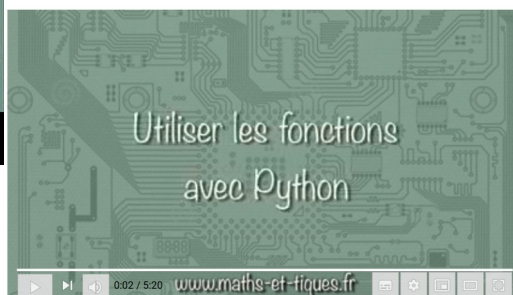 Utiliser les fonctions
avec Python
0:02 / 5:20 www.maths-et-tiques.fr